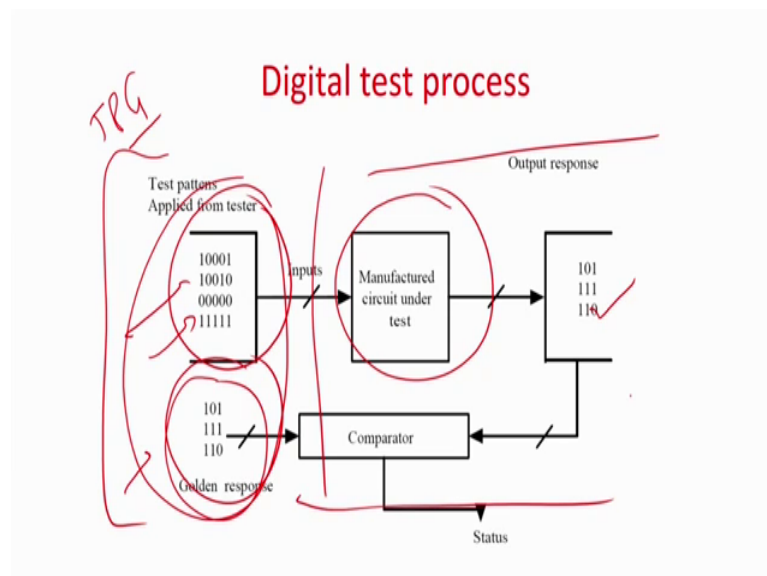 Digital test process
TPG
Output response
Test pattens
Applied from tester
10001
10010
00000
11111
Inputs
Manufactured
circuit under
test
101
111
110
101
111
110
Golden response
Comparator
Status